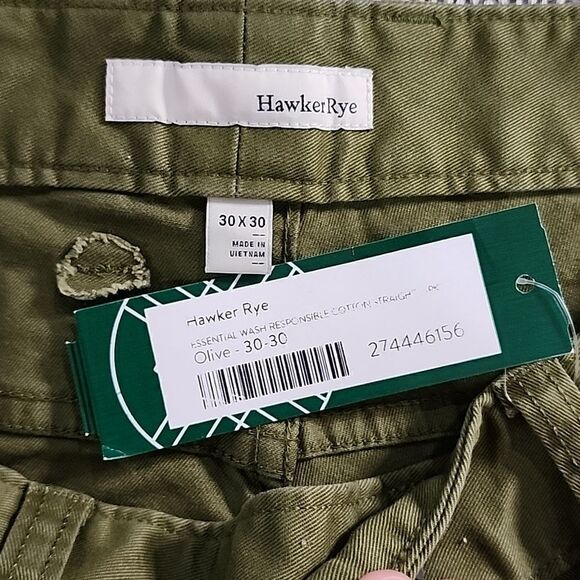 HawkerRye
30 X 30
MADE IN
VIETNAM
Hawker Rye
ESSENTIAL WASH RESPONSIBLE COTTON STRAIGHT
Olive - 30-30
274446156